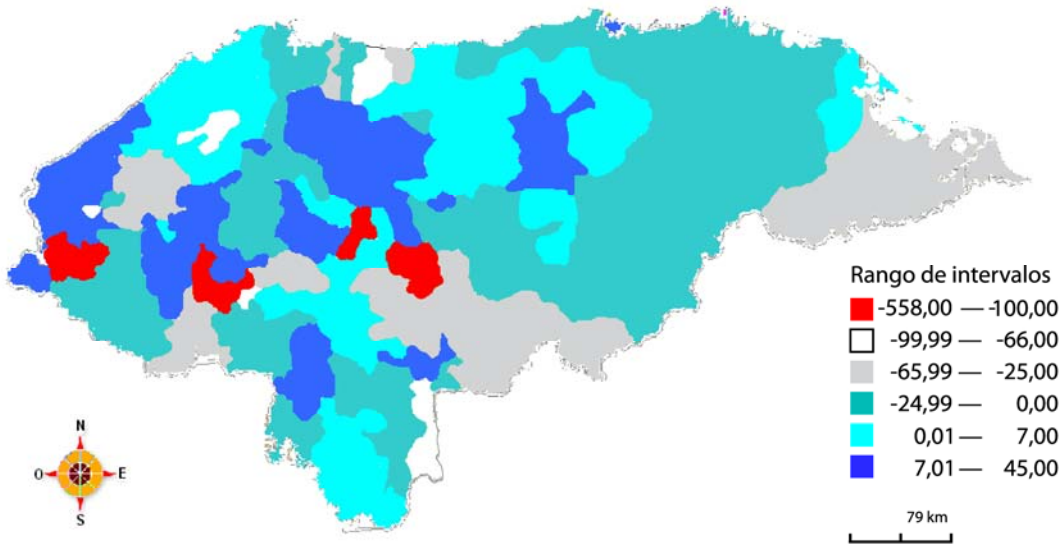 Rango de intervalos
-558,00 — -100,00
-99,99 — -66,00
-65,99 — -25,00
-24,99 — 0,00
0,01 — 7,00
7,01 — 45,00
N
O E
S
79 km